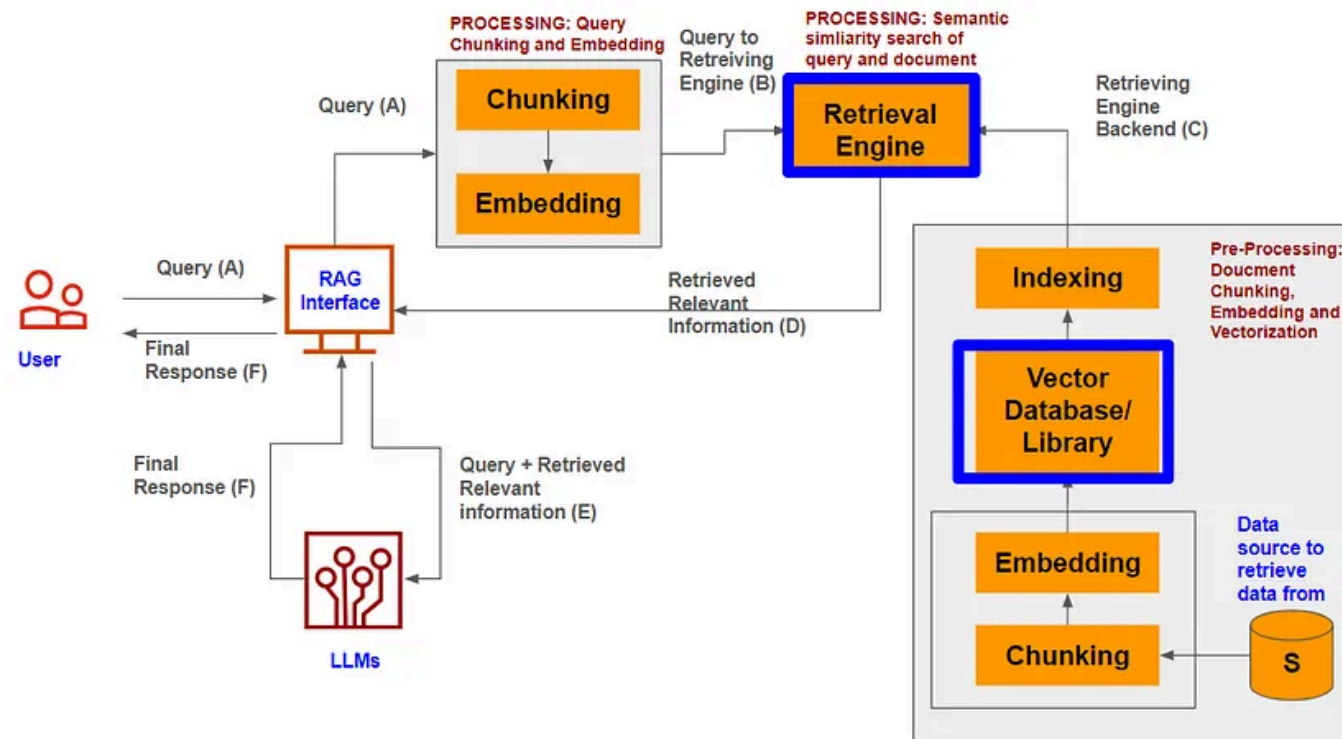 PROCESSING: Query
Chunking and Embedding
Chunking
Embedding
Query (A)
Query to
Retreiving
Engine (B)
PROCESSING: Semantic
simliarity search of
query and document
Retrieval
Engine
Retrieving
Engine
Backend (C)
Query (A)
RAG
Interface
User
Final
Response (F)
Retrieved
Relevant
Information (D)
Indexing
Pre-Processing:
Doucment
Chunking,
Embedding and
Vectorization
Vector
Database/
Library
Final
Response (F)
Query + Retrieved
Relevant
information (E)
LLMs
Embedding
Chunking
Data
source to
retrieve
data from
S